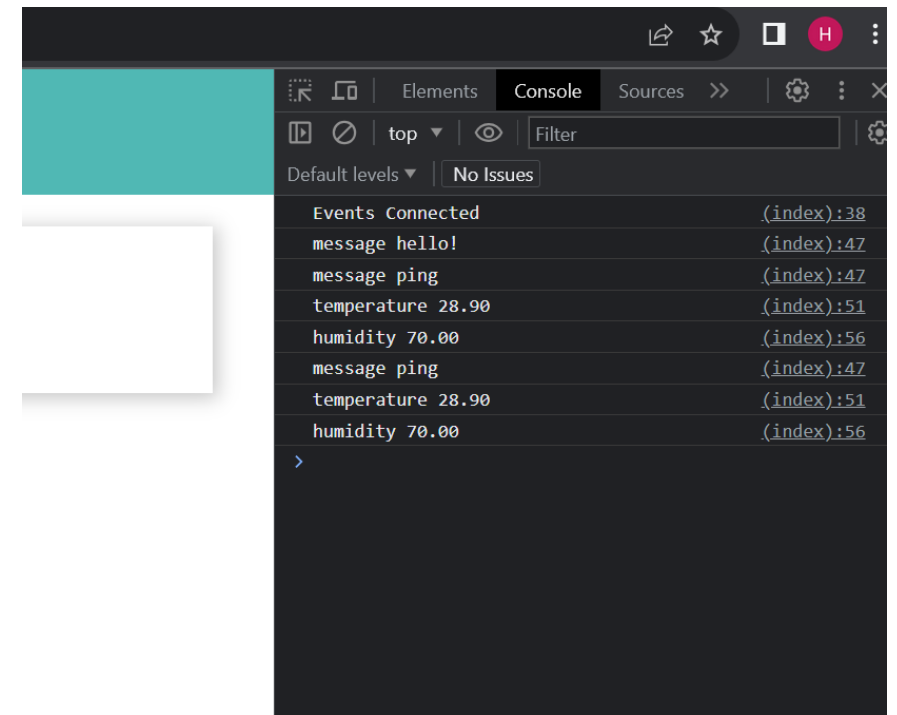 H
Elements Console Sources
top Filter
Default levels No Issues
Events Connected (index):38
message hello! (index):47
message ping (index):47
temperature 28.90 (index):51
humidity 70.00 (index):56
message ping (index):47
temperature 28.90 (index):51
humidity 70.00 (index):56